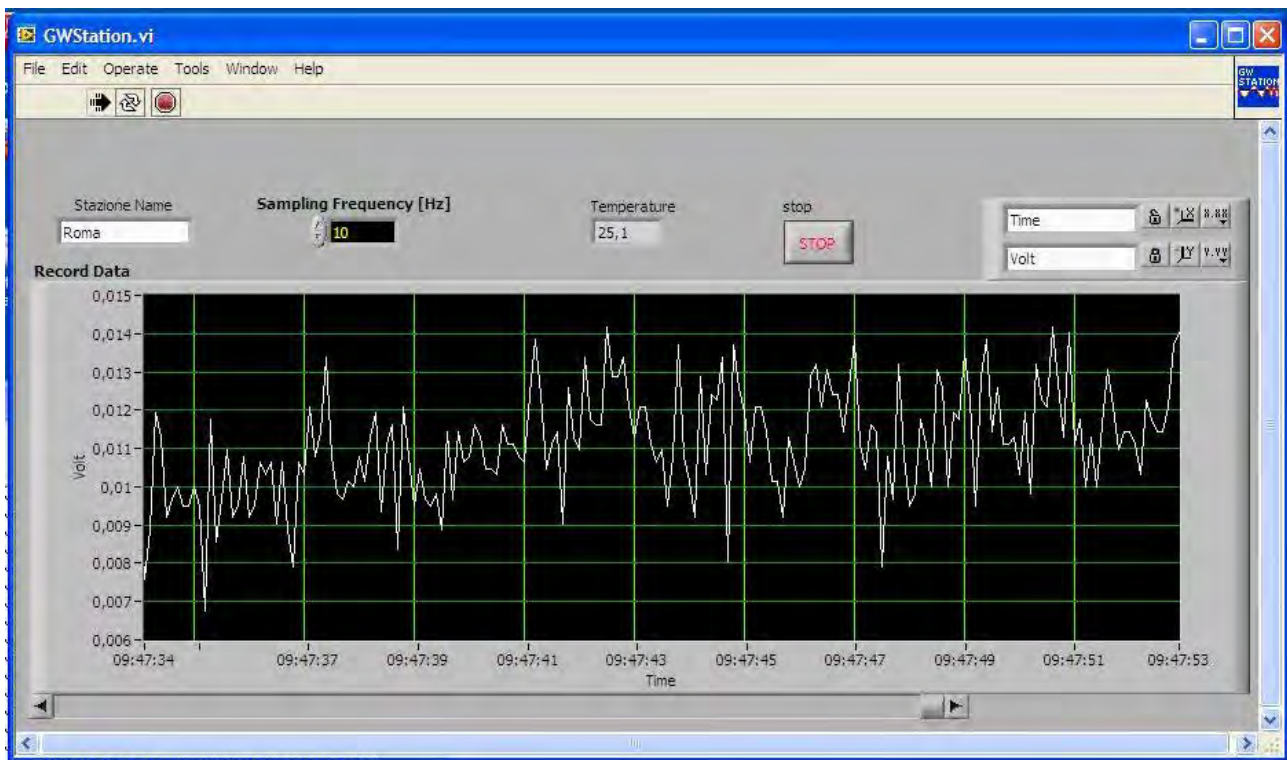 GWStation.vi
File Edit Operate Tools Window Help
GW
STATION
Stazione Name
Roma
Sampling Frequency [Hz]
10
Temperature
25,1
stop
STOP
Time
Volt
Record Data
0,015
0,014
0,013
0,012
0,011
0,01
0,009
0,008
0,007
0,006
Volt
09:47:34 09:47:37 09:47:39 09:47:41 09:47:43 09:47:45 09:47:47 09:47:49 09:47:51 09:47:53
Time